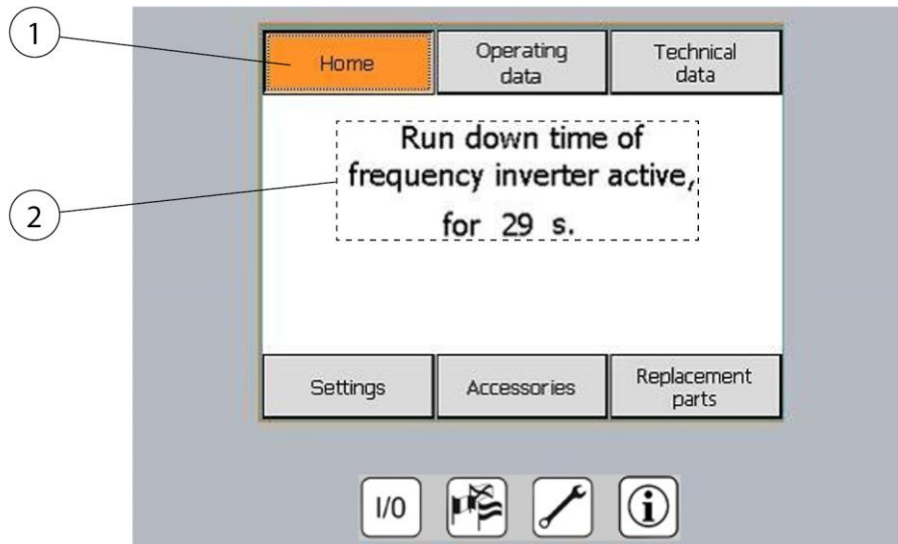 1
Home
Operating
data
Technical
data
Run down time of
frequency inverter active,
for 29 s.
2
Settings
Accessories
Replacement
parts
I/0
i